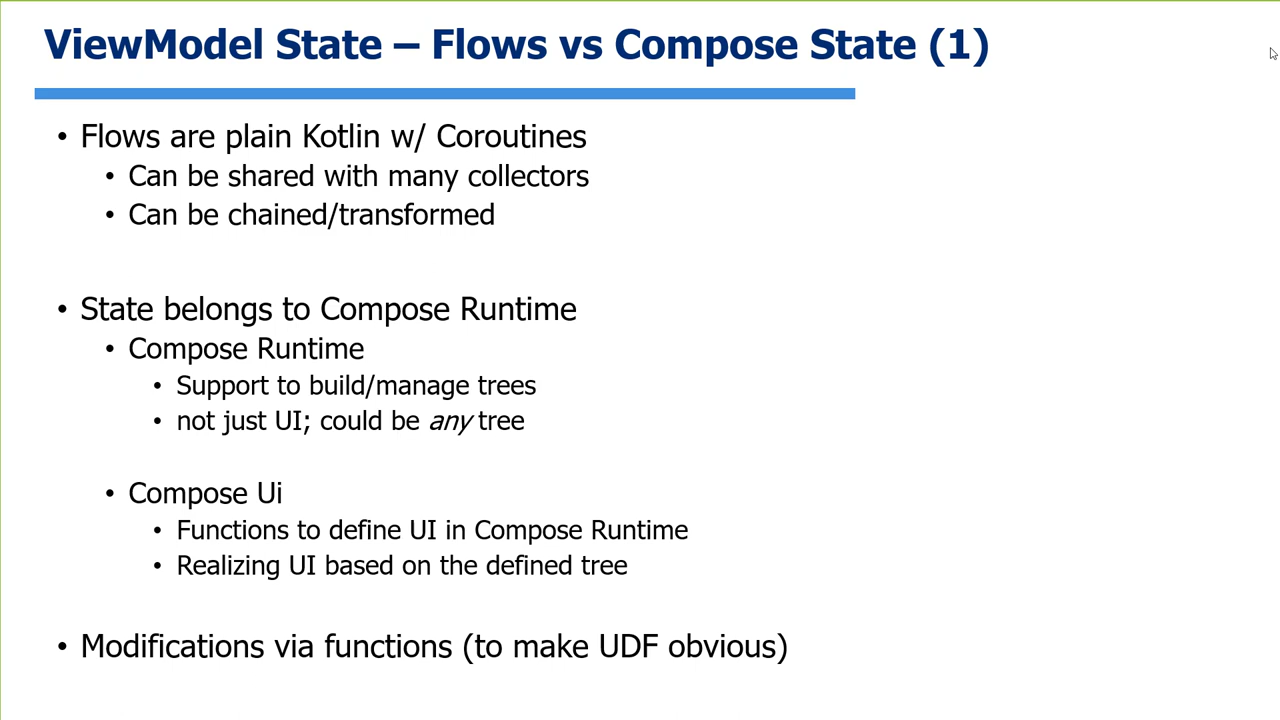 ViewModel State – Flows vs Compose State (1)
• Flows are plain Kotlin w/ Coroutines
• Can be shared with many collectors
• Can be chained/transformed
• State belongs to Compose Runtime
• Compose Runtime
• Support to build/manage trees
• not just UI; could be any tree
• Compose Ui
• Functions to define UI in Compose Runtime
• Realizing UI based on the defined tree
• Modifications via functions (to make UDF obvious)